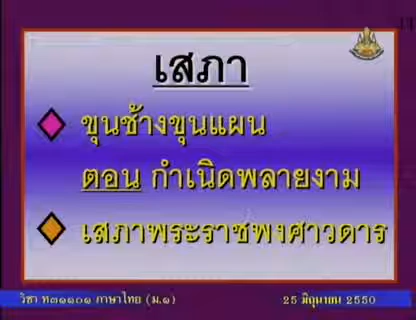 เสภา
ขุนช้างขุนแผน
ตอน กำเนิดพลายงาม
เสภาพระราชพงศาวดาร
วิชา ท๓๑๑๐๑ ภาษาไทย (ม.๑) 25 มิถุนายน 2550